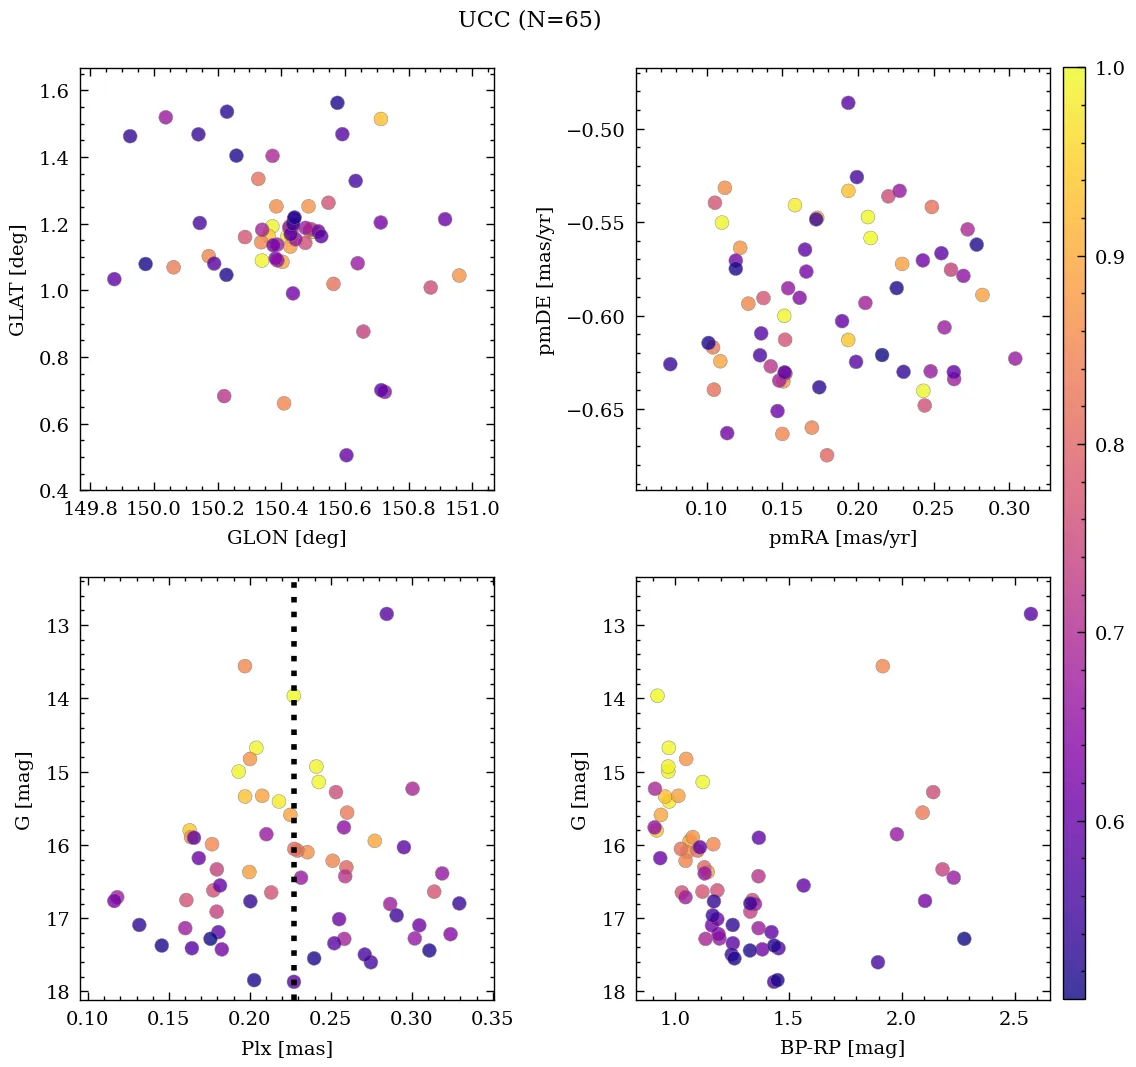 UCC (N=65)
1.6
1.4
1.2
1.0
0.8
0.6
0.4
GLAT [deg]
149.8 150.0 150.2 150.4 150.6 150.8 151.0
GLON [deg]
−0.50
−0.55
−0.60
−0.65
pmDE [mas/yr]
0.10 0.15 0.20 0.25 0.30
pmRA [mas/yr]
1.0
0.9
0.8
0.7
0.6
13
14
15
16
17
18
G [mag]
0.10 0.15 0.20 0.25 0.30 0.35
Plx [mas]
13
14
15
16
17
18
G [mag]
1.0 1.5 2.0 2.5
BP-RP [mag]